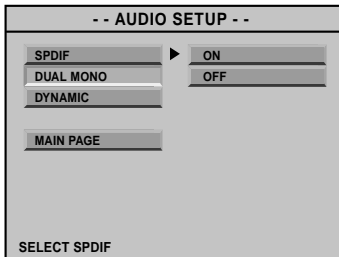 - - AUDIO SETUP - -
SPDIF ON
DUAL MONO OFF
DYNAMIC
MAIN PAGE
SELECT SPDIF